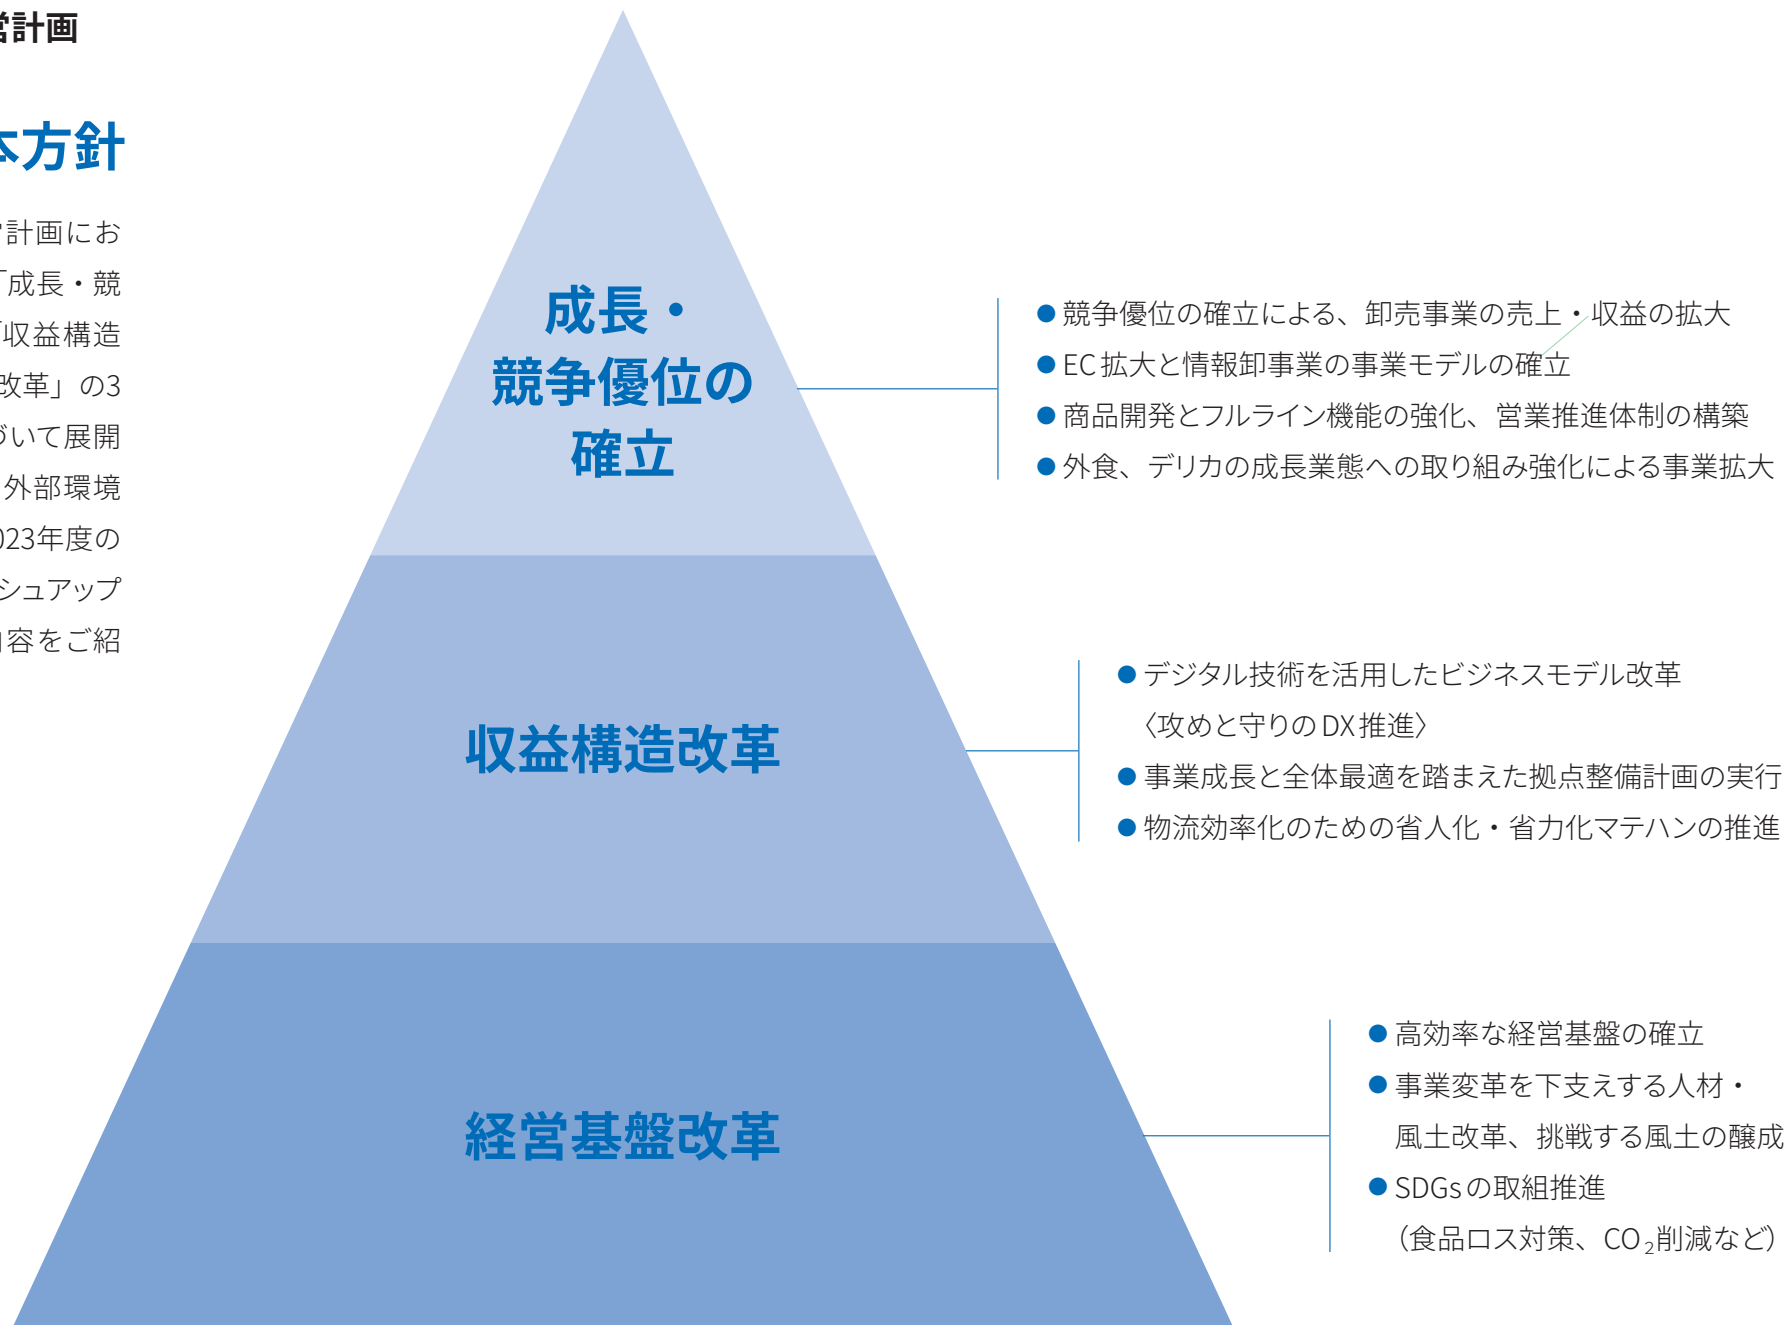 営計画
本方針
営計画にお
「成長・競
「収益構造
改革」の3
づいて展開
外部環境
023年度の
シュアップ
内容をご紹
成長・
競争優位の
確立
●競争優位の確立による、卸売事業の売上・収益の拡大
●EC拡大と情報卸事業の事業モデルの確立
●商品開発とフルライン機能の強化、営業推進体制の構築
●外食、デリカの成長業態への取り組み強化による事業拡大
収益構造改革
●デジタル技術を活用したビジネスモデル改革
〈攻めと守りのDX推進〉
●事業成長と全体最適を踏まえた拠点整備計画の実行
●物流効率化のための省人化・省力化マテハンの推進
経営基盤改革
●高効率な経営基盤の確立
●事業変革を下支えする人材・
風土改革、挑戦する風土の醸成
●SDGsの取組推進
（食品ロス対策、CO₂削減など）